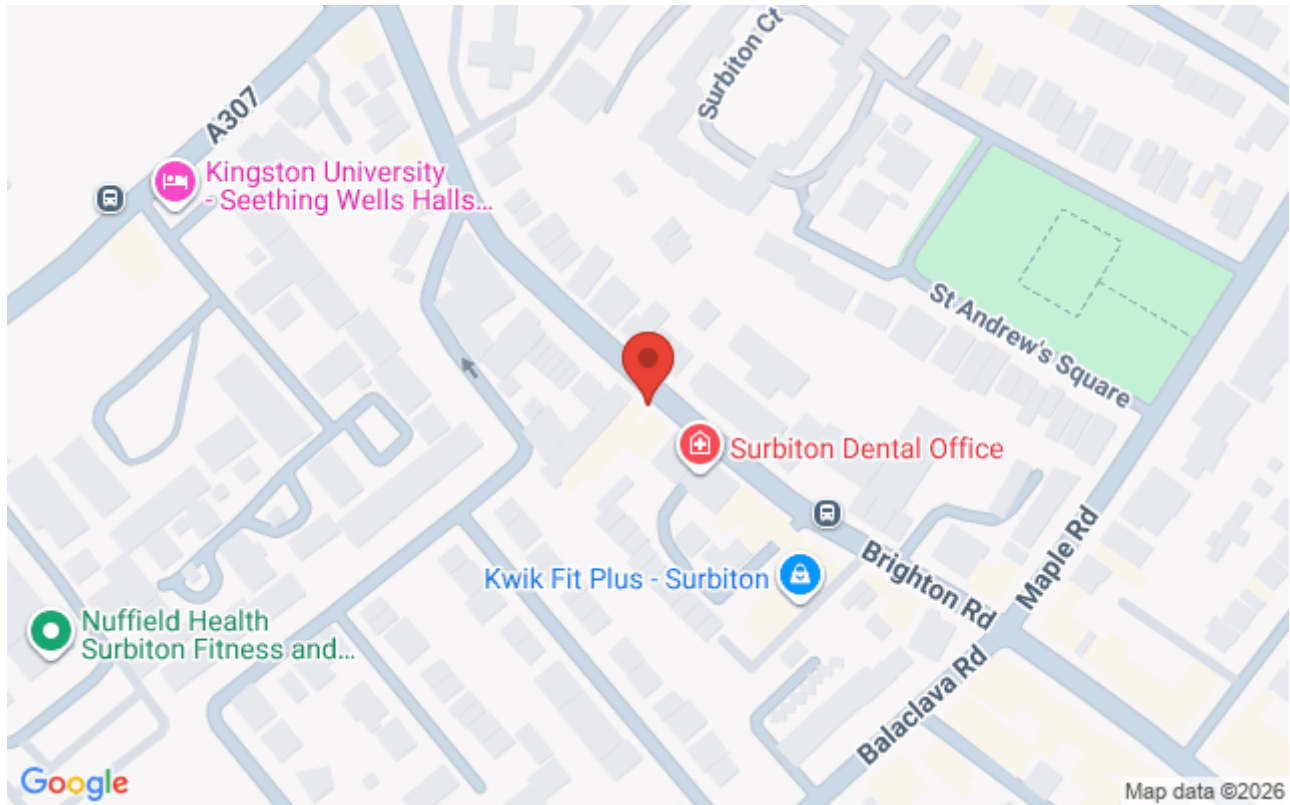 Surbiton Ct
A307
Kingston University
- Seething Wells Halls...
St Andrew's Square
Surbiton Dental Office
Maple Rd
Brighton Rd
Kwik Fit Plus - Surbiton
Nuffield Health
Surbiton Fitness and...
Balaclava Rd
Google
Map data ©2026